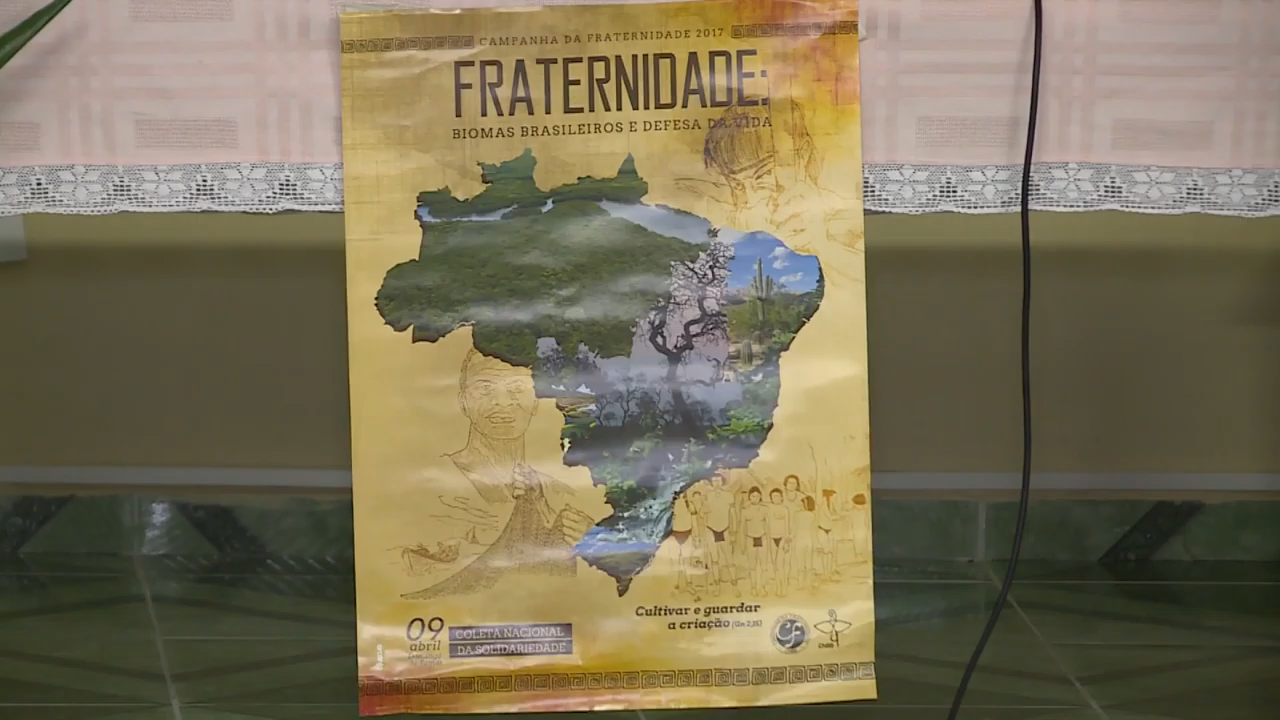 CAMPANHA DA FRATERNIDADE 2017
FRATERNIDADE:
BIOMAS BRASILEIROS E DEFESA DA VIDA
Cultivar e guardar
a criação (Gn 2,15)
09
abril
COLETA NACIONAL
DA SOLIDARIEDADE
CF
CNBB